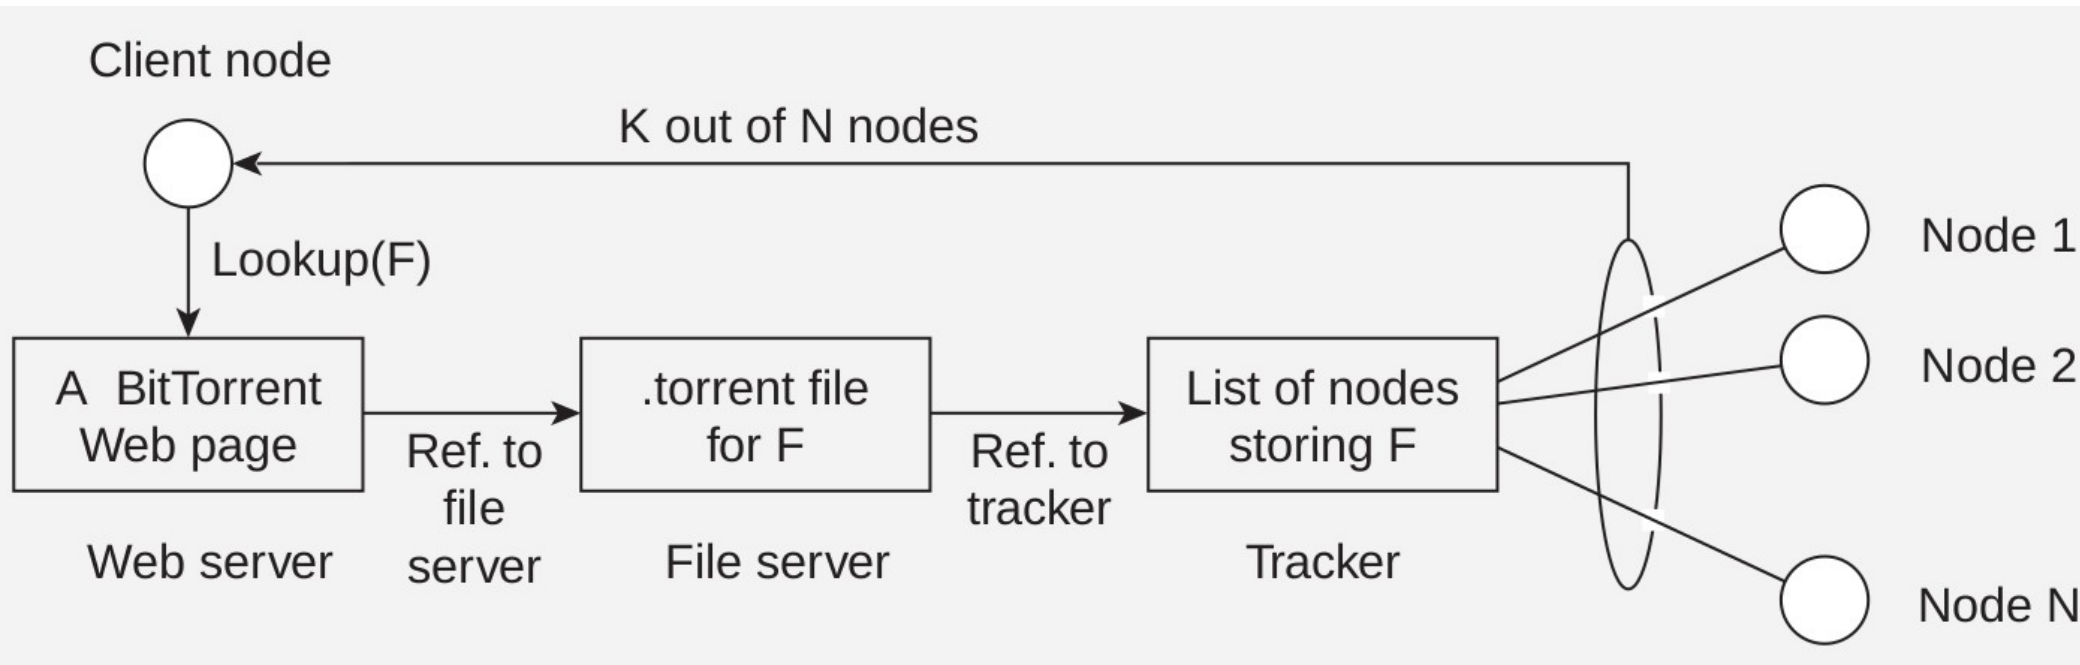 Client node
K out of N nodes
Node 1
Lookup(F)
Node 2
A BitTorrent
Web page
Ref. to
file
server
.torrent file
for F
Ref. to
tracker
List of nodes
storing F
Web server
File server
Tracker
Node N